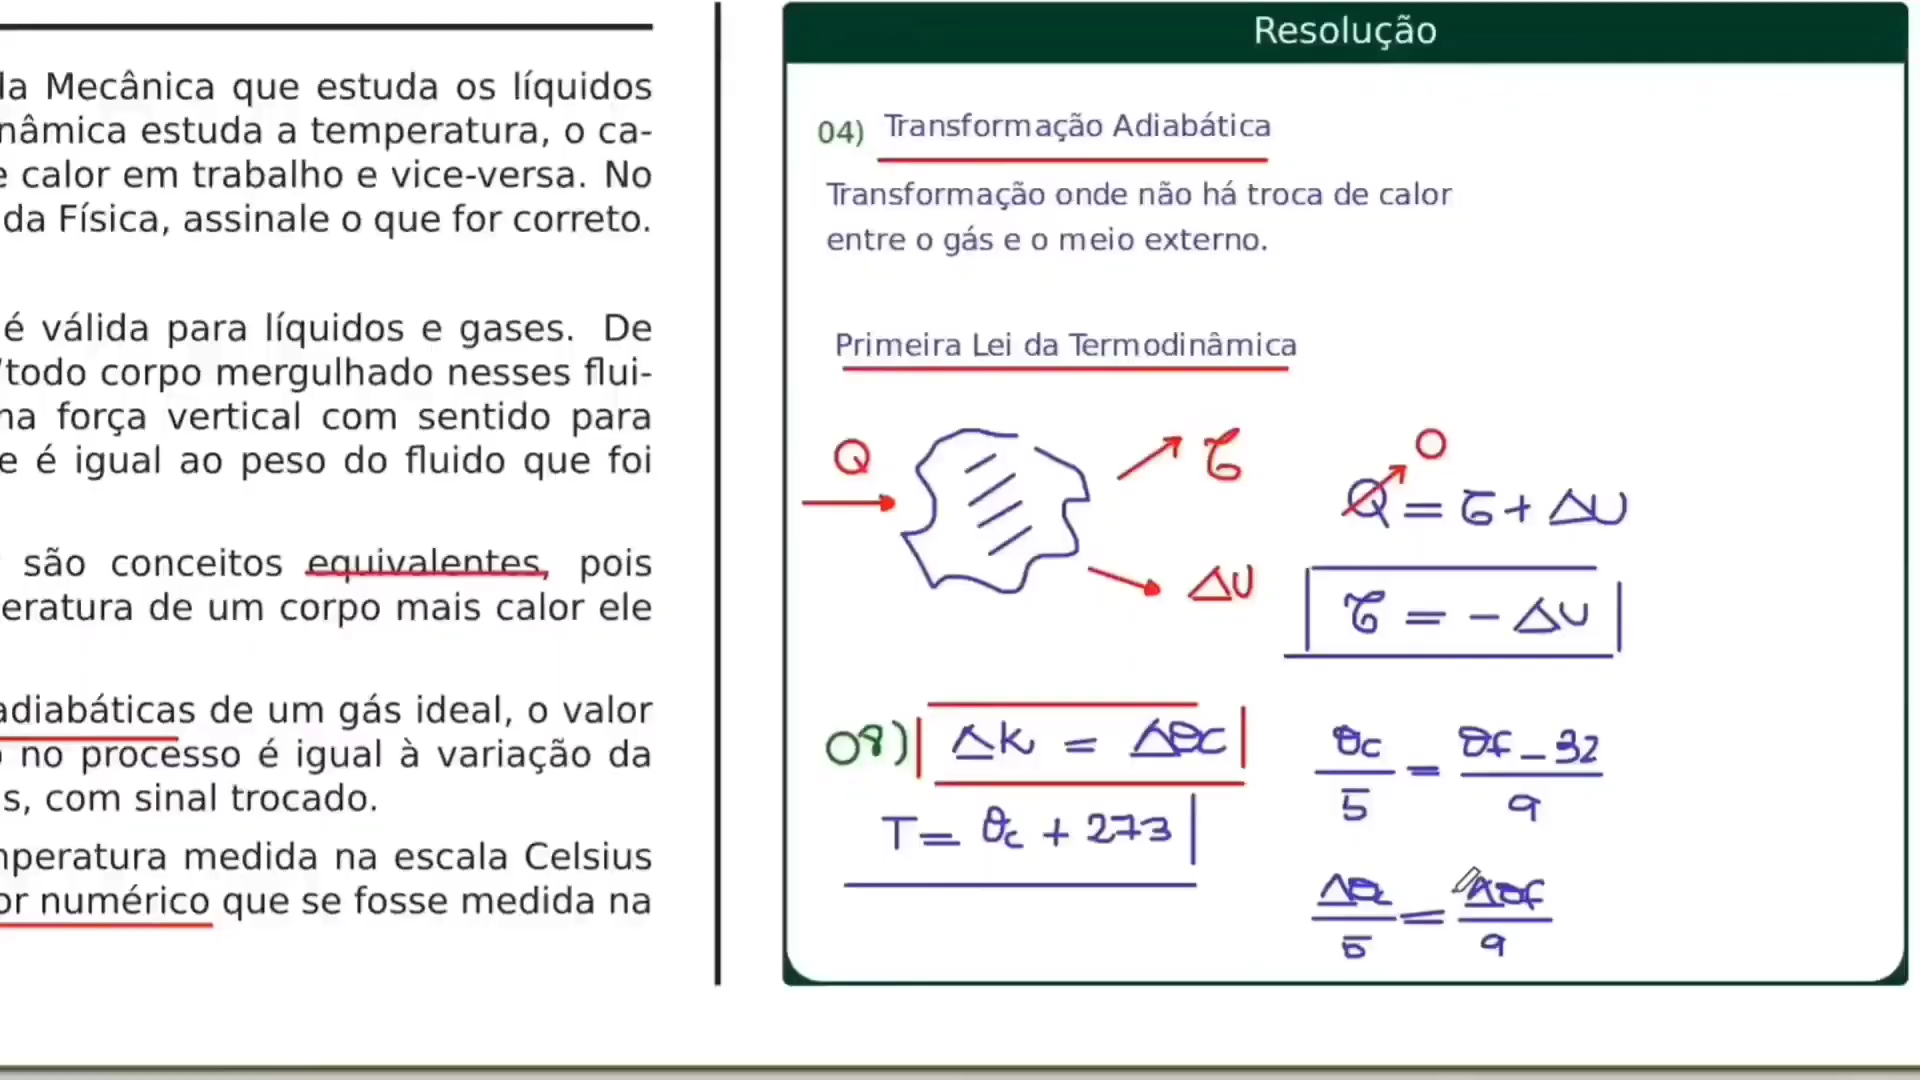 la Mecânica que estuda os líquidos
nâmica estuda a temperatura, o ca-
e calor em trabalho e vice-versa. No
da Física, assinale o que for correto.
é válida para líquidos e gases. De
todo corpo mergulhado nesses flui-
na força vertical com sentido para
e é igual ao peso do fluido que foi
são conceitos equivalentes, pois
eratura de um corpo mais calor ele
adiabáticas de um gás ideal, o valor
no processo é igual à variação da
s, com sinal trocado.
mperatura medida na escala Celsius
or numérico que se fosse medida na
Resolução
04) Transformação Adiabática
Transformação onde não há troca de calor
entre o gás e o meio externo.
Primeira Lei da Termodinâmica
Q
τ
ΔU
0
Q = τ + ΔU
τ = - ΔU
08) Δk = Δθc
T = θc + 273
θc/5 = θf - 32/9
Δθc/5 = Δθf/9